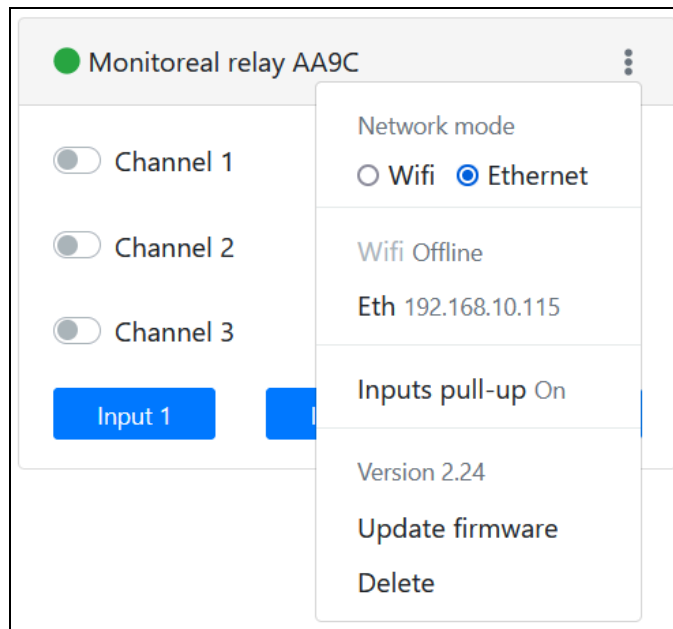 Monitoreal relay AA9C
Network mode
Wifi Ethernet
Channel 1
Channel 2
Channel 3
Wifi Offline
Eth 192.168.10.115
Inputs pull-up On
Input 1
Version 2.24
Update firmware
Delete